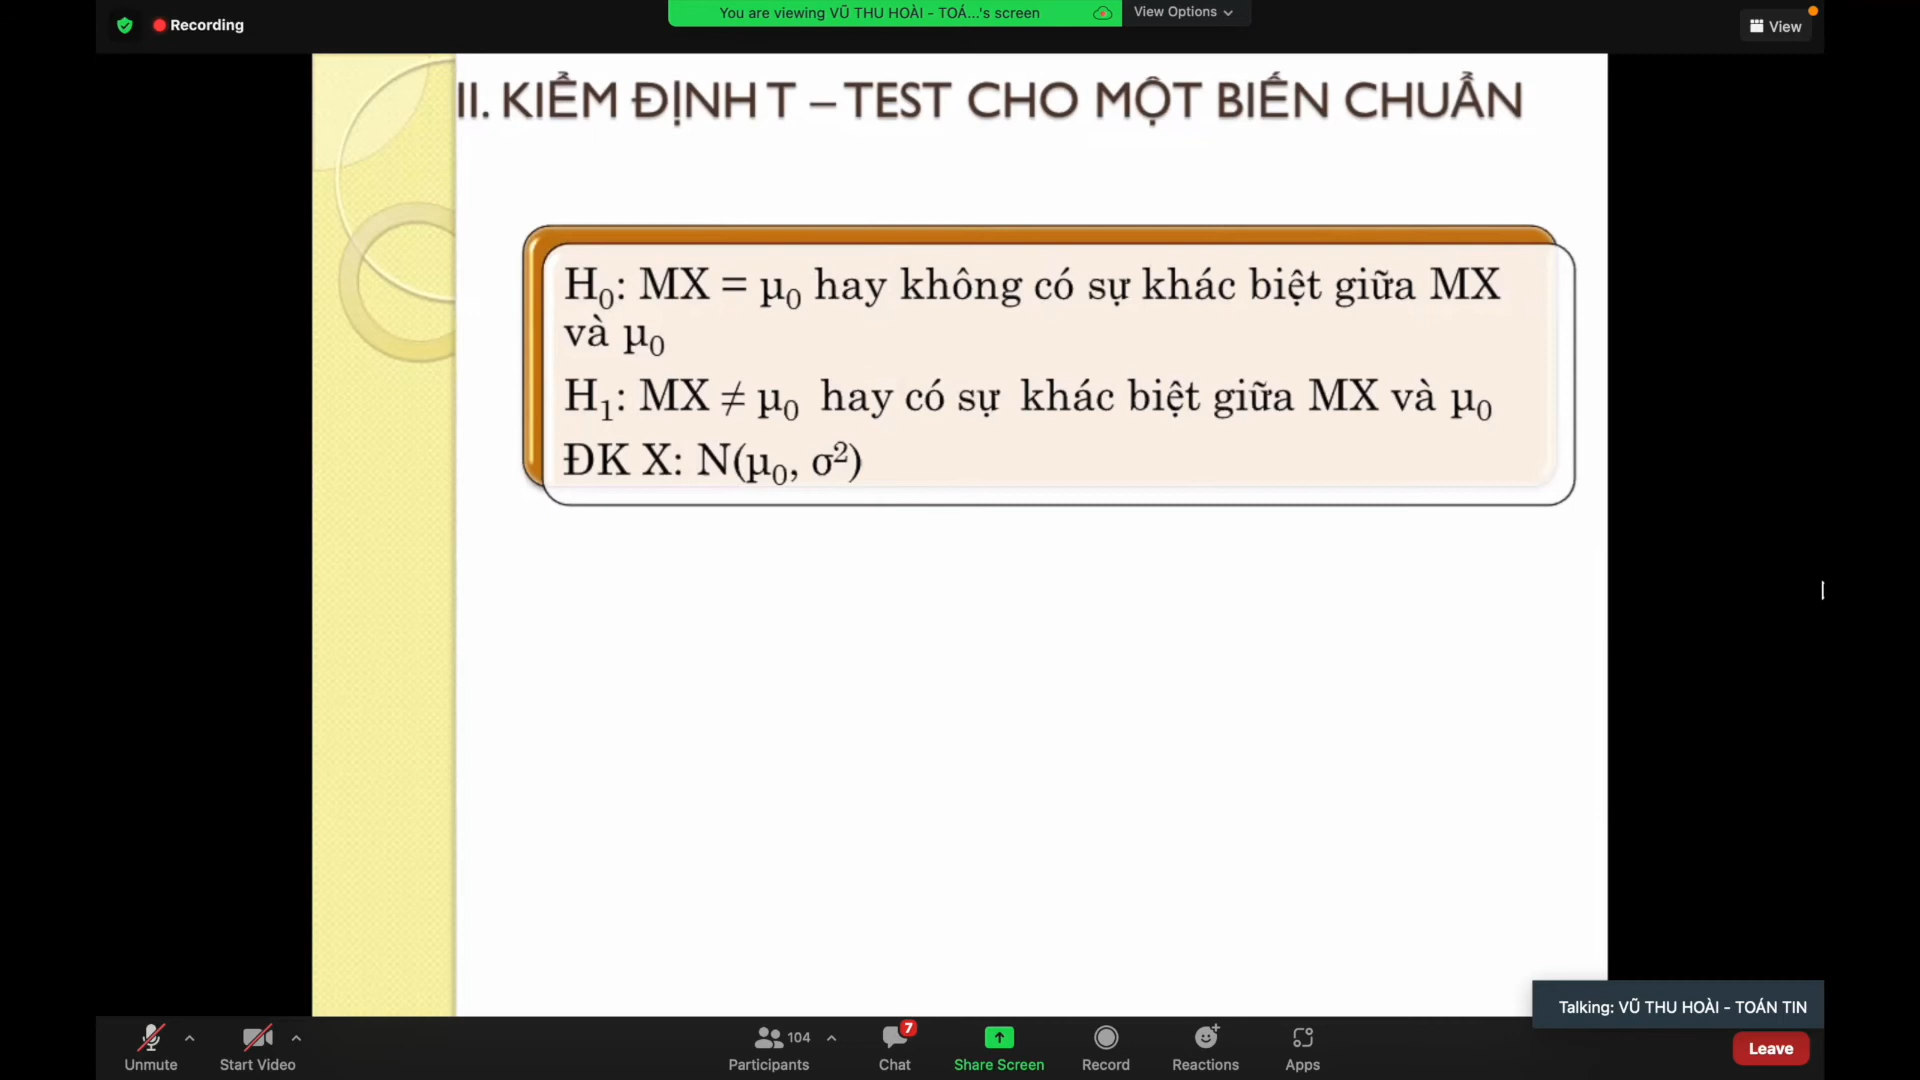 Recording
You are viewing VŨ THU HOÀI - TOÁ...'s screen
View Options
View
II. KIỂM ĐỊNH T – TEST CHO MỘT BIẾN CHUẨN
H₀: MX = µ₀ hay không có sự khác biệt giữa MX
và µ₀
H₁: MX ≠ µ₀ hay có sự khác biệt giữa MX và µ₀
ĐK X: N(µ₀, σ²)
Talking: VŨ THU HOÀI - TOÁN TIN
Unmute
Start Video
104
Participants
7
Chat
Share Screen
Record
Reactions
Apps
Leave